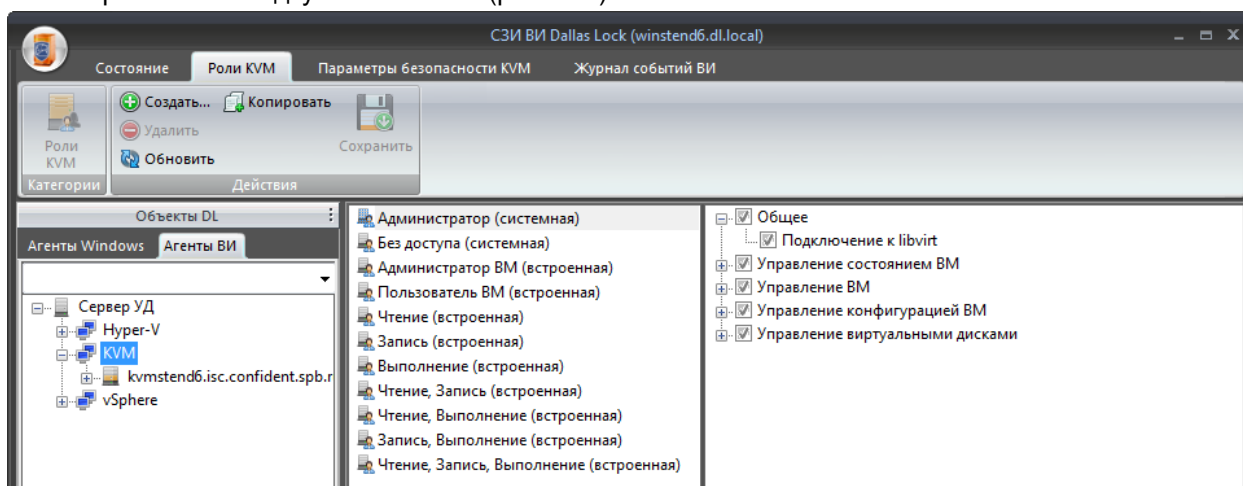 СЗИ ВИ Dallas Lock (winstend6.dl.local)
Состояние Роли KVM Параметры безопасности KVM Журнал событий ВИ
Роли KVM
Категории
Создать... Копировать
Удалить
Обновить
Сохранить
Действия
Объекты DL
Агенты Windows Агенты ВИ
Сервер УД
Hyper-V
KVM
kvmstend6.isc.confident.spb.r
vSphere
Администратор (системная)
Без доступа (системная)
Администратор ВМ (встроенная)
Пользователь ВМ (встроенная)
Чтение (встроенная)
Запись (встроенная)
Выполнение (встроенная)
Чтение, Запись (встроенная)
Чтение, Выполнение (встроенная)
Запись, Выполнение (встроенная)
Чтение, Запись, Выполнение (встроенная)
Общее
Подключение к libvirt
Управление состоянием ВМ
Управление ВМ
Управление конфигурацией ВМ
Управление виртуальными дисками